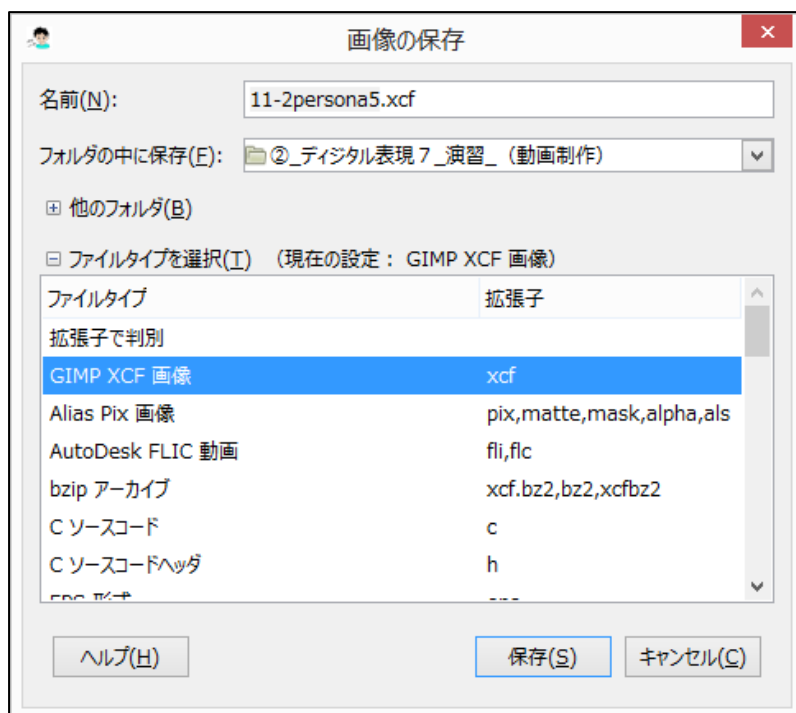 画像の保存
名前(N): 11-2persona5.xcf
フォルダの中に保存(F): ②_ディジタル表現7_演習_（動画制作）
他のフォルダ(B)
ファイルタイプを選択(T) （現在の設定： GIMP XCF 画像）
ファイルタイプ 拡張子
拡張子で判別
GIMP XCF 画像 xcf
Alias Pix 画像 pix,matte,mask,alpha,als
AutoDesk FLIC 動画 fli,flc
bzip アーカイブ xcf.bz2,bz2,xcfbz2
C ソースコード c
C ソースコードヘッダ h
ヘルプ(H) 保存(S) キャンセル(C)